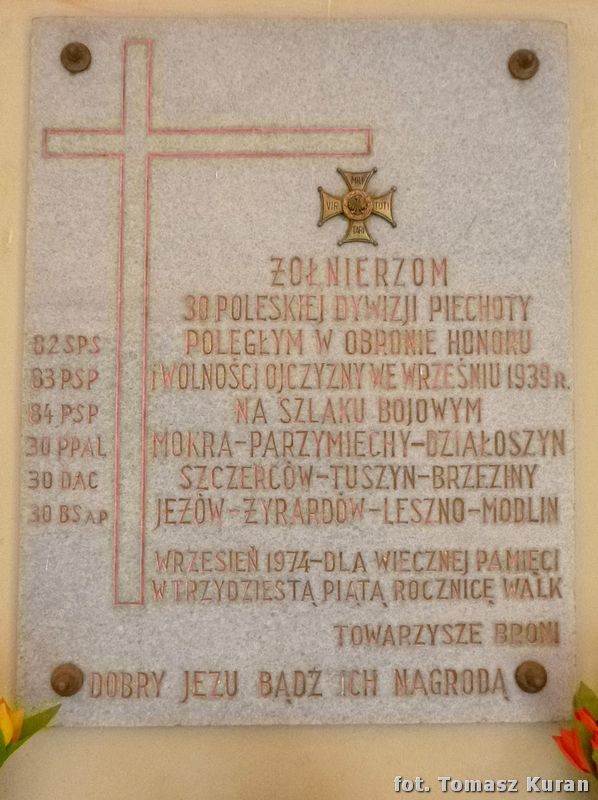 MILI
VIR TUTI
TARI
ŻOŁNIERZOM
30 POLESKIEJ DYWIZJI PIECHOTY
POLEGŁYM W OBRONIE HONORU
I WOLNOŚCI OJCZYZNY WE WRZEŚNIU 1939 R.
NA SZLAKU BOJOWYM
MOKRA-PARZYMIECHY-DZIAŁOSZYN
SZCZERCÓW-TUSZYN-BRZEZINY
JEŻÓW-ŻYRARDÓW-LESZNO-MODLIN
82 SPS
83 PSP
84 PSP
30 PPAL
30 DAC
30 BS AP
WRZESIEŃ 1974-DLA WIECZNEJ PAMIĘCI
W TRZYDZIESTĄ PIĄTĄ ROCZNICĘ WALK
TOWARZYSZE BRONI
DOBRY JEZU BĄDŹ ICH NAGRODĄ
fot. Tomasz Kuran